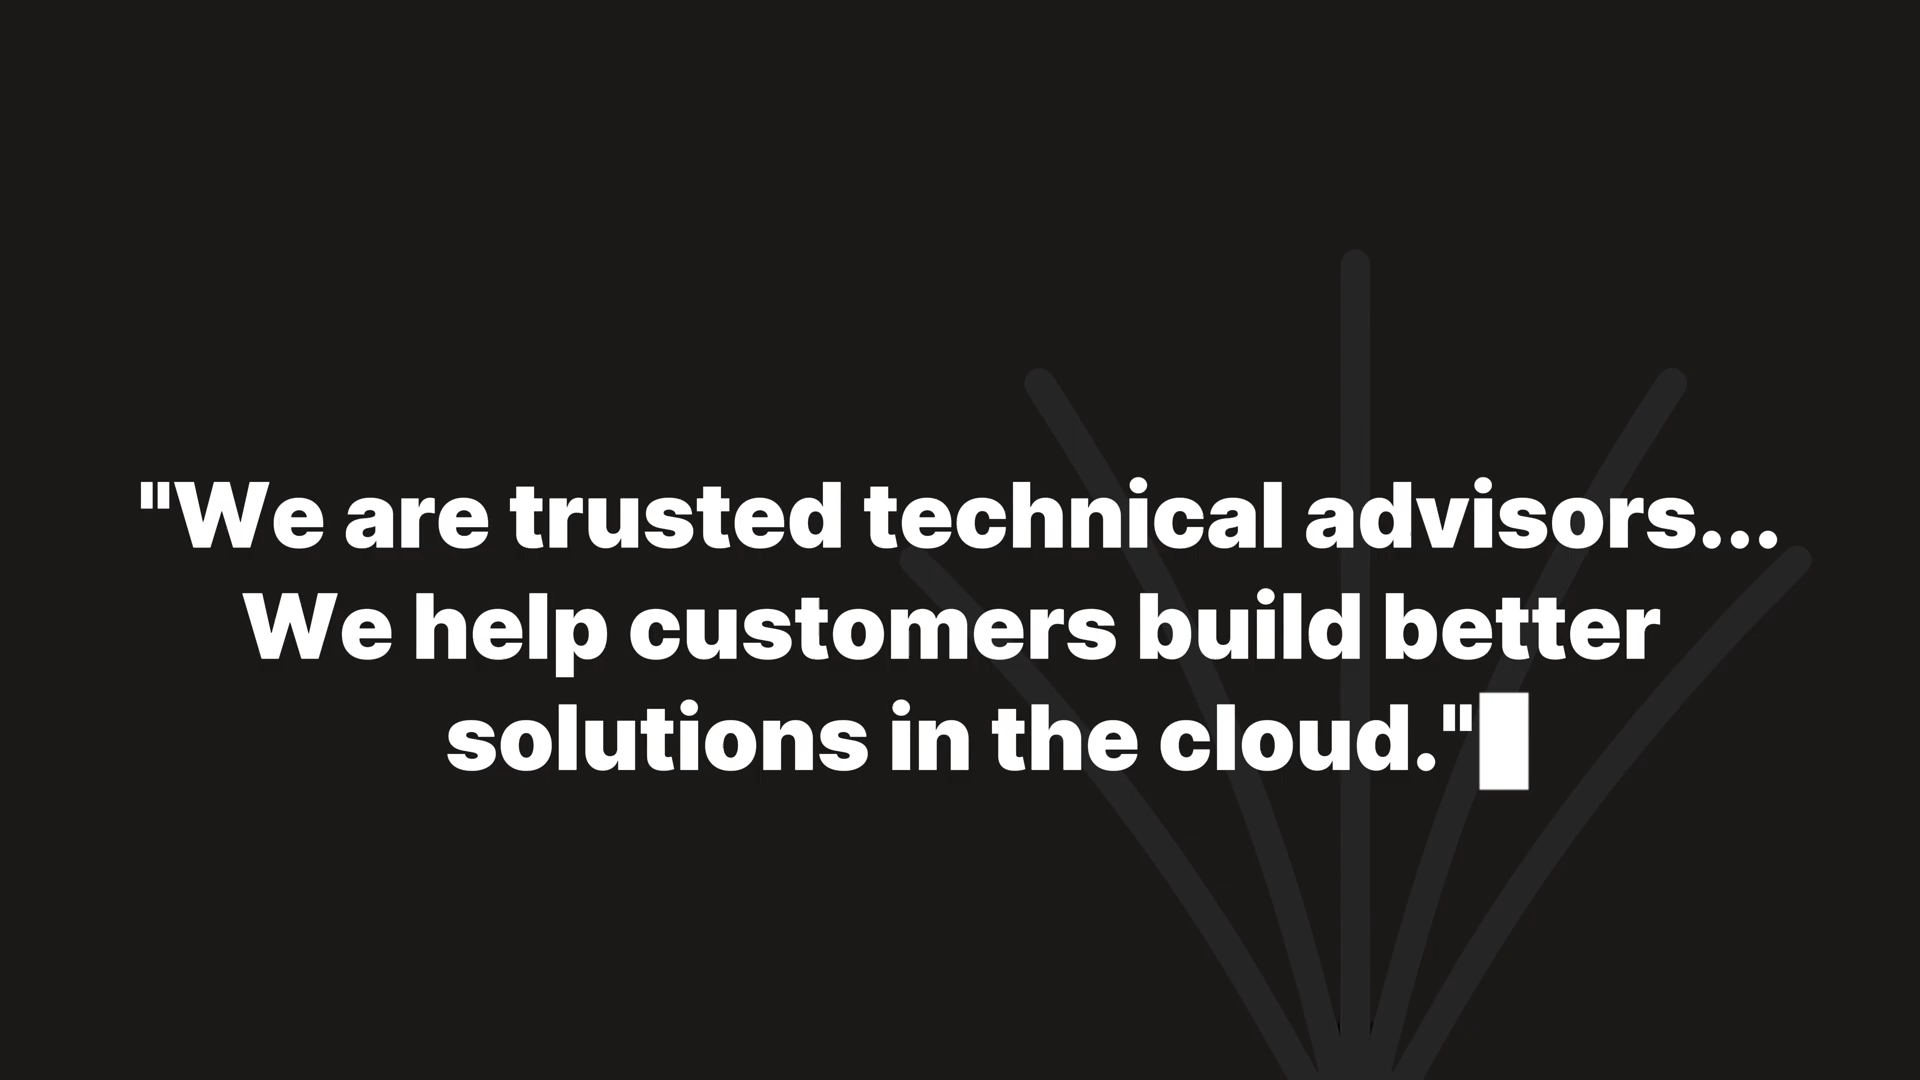 "We are trusted technical advisors...
We help customers build better
solutions in the cloud."